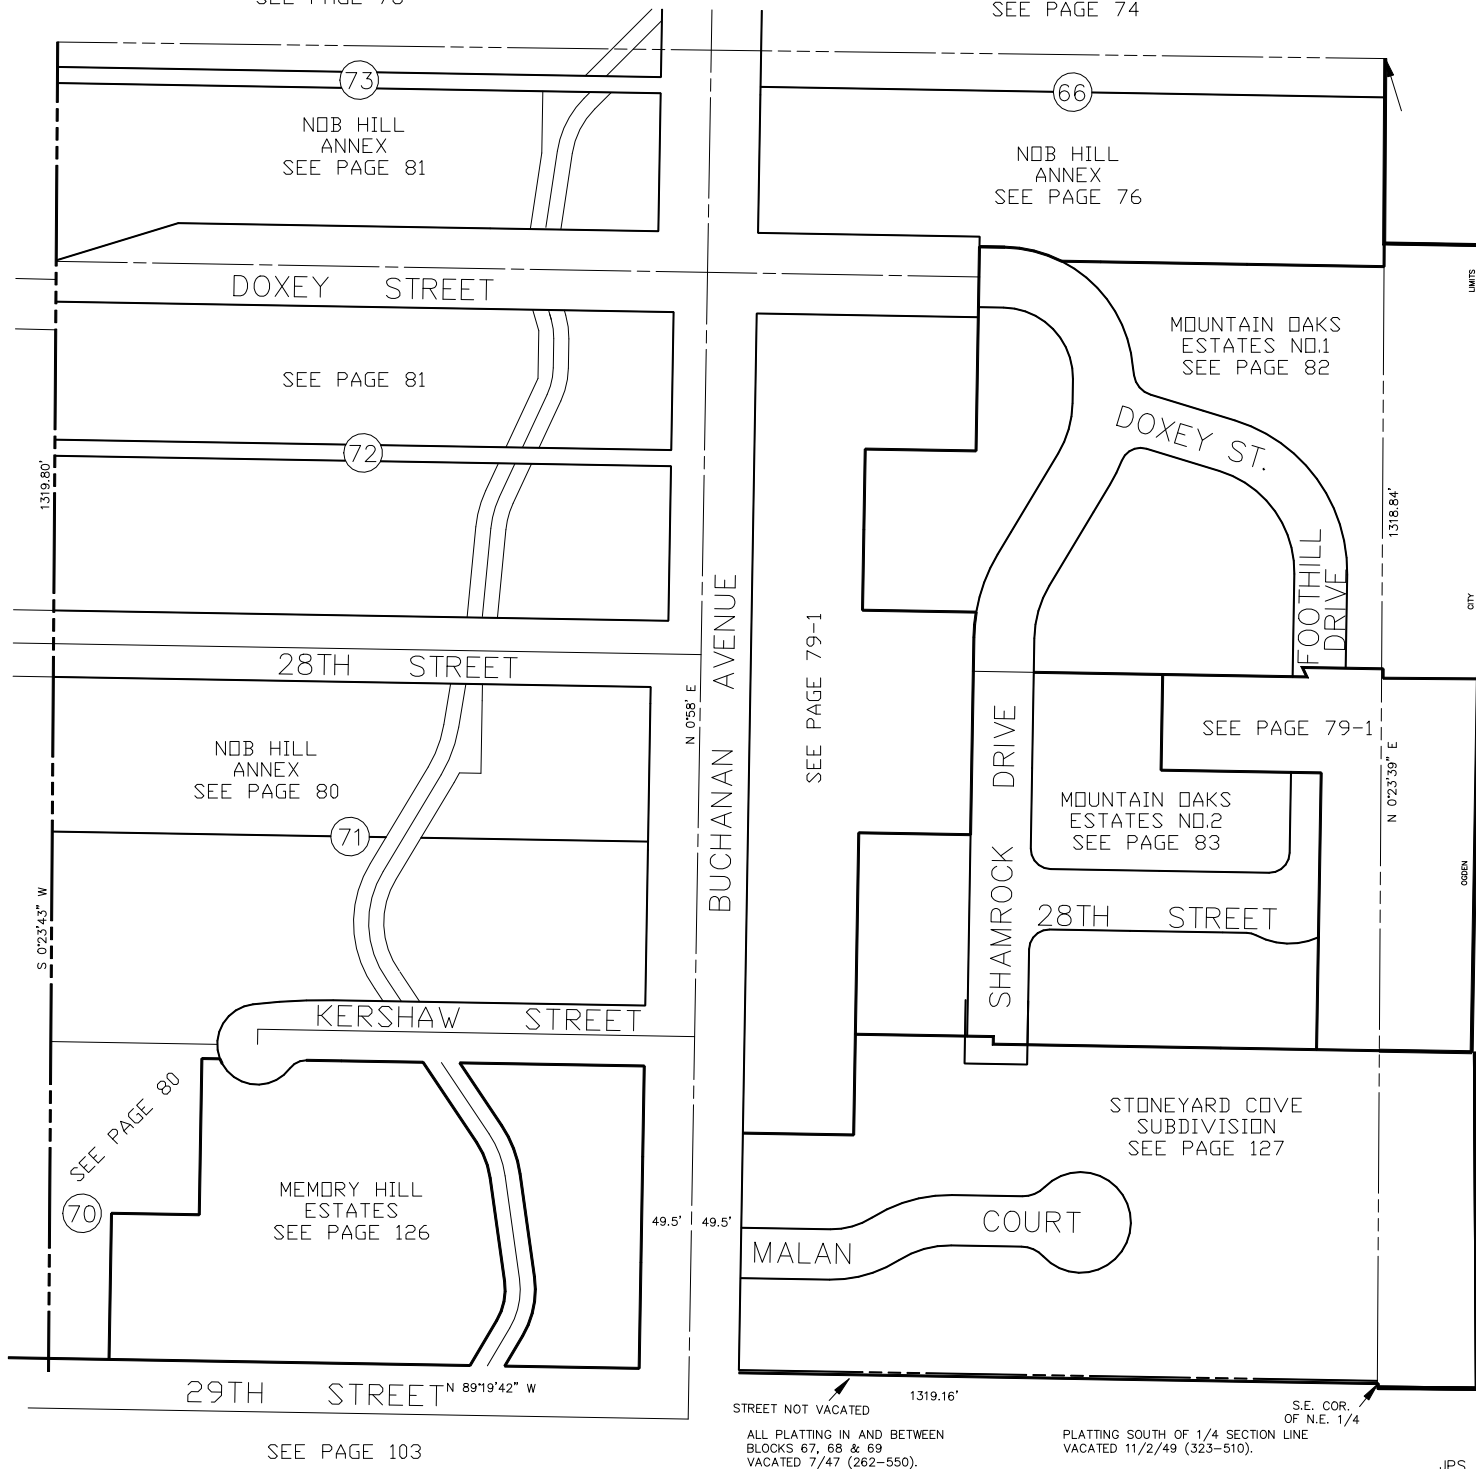 SEE PAGE 74
73
66
NOB HILL
ANNEX
SEE PAGE 81
NOB HILL
ANNEX
SEE PAGE 76
DOXEY STREET
LIMITS
MOUNTAIN OAKS
ESTATES NO.1
SEE PAGE 82
SEE PAGE 81
DOXEY ST.
72
1319.80'
1318.84'
FOOTHILL
DRIVE
CITY
BUCHANAN AVENUE
SEE PAGE 79-1
28TH STREET
N 0°58' E
SHAMROCK DRIVE
SEE PAGE 79-1
N 0°23'39" E
NOB HILL
ANNEX
SEE PAGE 80
MOUNTAIN OAKS
ESTATES NO.2
SEE PAGE 83
71
OGDEN
S 0°23'43" W
28TH STREET
KERSHAW STREET
SEE PAGE 80
70
STONEYARD COVE
SUBDIVISION
SEE PAGE 127
MEMORY HILL
ESTATES
SEE PAGE 126
49.5' 49.5'
MALAN COURT
29TH STREET
N 89°19'42" W
1319.16'
STREET NOT VACATED
S.E. COR.
OF N.E. 1/4
ALL PLATTING IN AND BETWEEN
BLOCKS 67, 68 & 69
VACATED 7/47 (262-550).
PLATTING SOUTH OF 1/4 SECTION LINE
VACATED 11/2/49 (323-510).
SEE PAGE 103
JPS